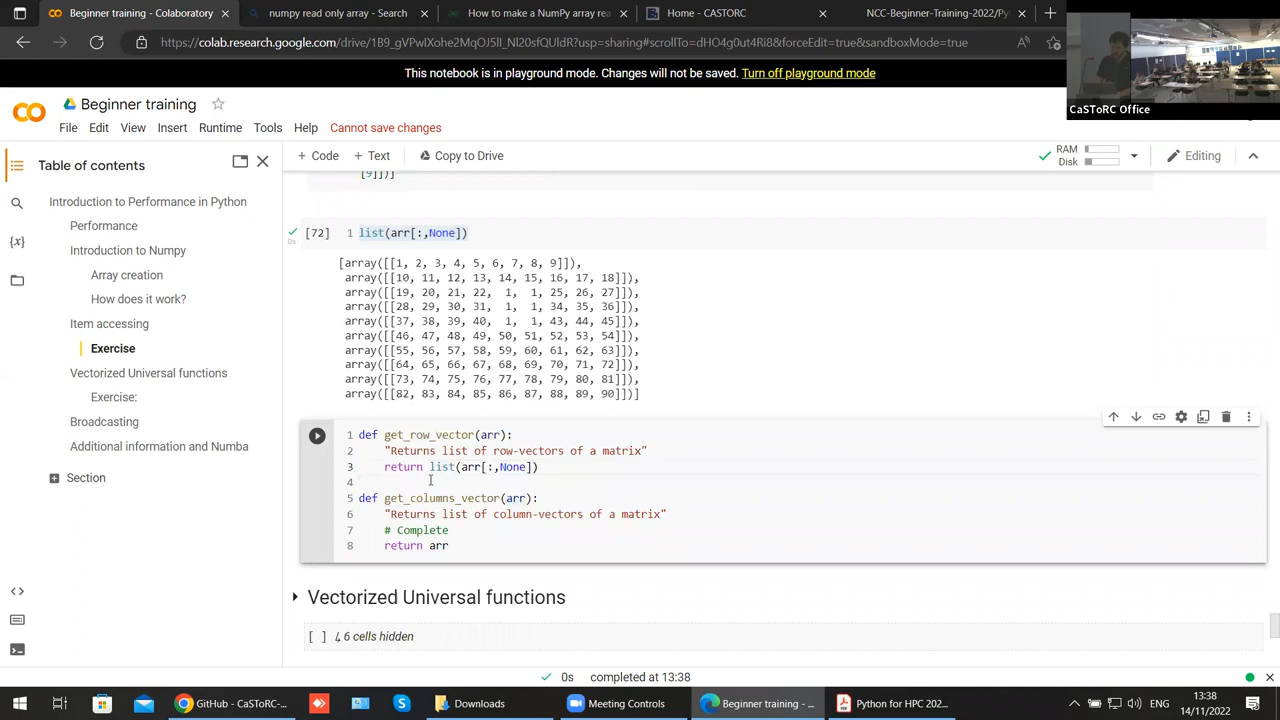 Beginner training - Colaboratory
numpy read only array - Search
How to make a NumPy array rea
Home - CASTORC
NCC-Beginner-Training-2022/Py
https://colab.research.google.com/drive/
Beginner training
This notebook is in playground mode. Changes will not be saved. Turn off playground mode
CaSToRC Office
File Edit View Insert Runtime Tools Help Cannot save changes
Table of contents
+ Code + Text Copy to Drive
RAM
Disk
Editing
Introduction to Performance in Python
Performance
Introduction to Numpy
Array creation
How does it work?
Item accessing
Exercise
Vectorized Universal functions
Exercise:
Broadcasting
Additional information and Numba
Section
[9]])]
[72] 1 list(arr[:,None])
0s
[array([[1, 2, 3, 4, 5, 6, 7, 8, 9]]),
array([[10, 11, 12, 13, 14, 15, 16, 17, 18]]),
array([[19, 20, 21, 22, 1, 1, 25, 26, 27]]),
array([[28, 29, 30, 31, 1, 1, 34, 35, 36]]),
array([[37, 38, 39, 40, 1, 1, 43, 44, 45]]),
array([[46, 47, 48, 49, 50, 51, 52, 53, 54]]),
array([[55, 56, 57, 58, 59, 60, 61, 62, 63]]),
array([[64, 65, 66, 67, 68, 69, 70, 71, 72]]),
array([[73, 74, 75, 76, 77, 78, 79, 80, 81]]),
array([[82, 83, 84, 85, 86, 87, 88, 89, 90]])]
1 def get_row_vector(arr):
2 "Returns list of row-vectors of a matrix"
3 return list(arr[:,None])
4
5 def get_columns_vector(arr):
6 "Returns list of column-vectors of a matrix"
7 # Complete
8 return arr
Vectorized Universal functions
[ ] 6 cells hidden
0s completed at 13:38
GitHub - CaSToRC-...
Downloads
Meeting Controls
Beginner training - ...
Python for HPC 202...
ENG
13:38
14/11/2022